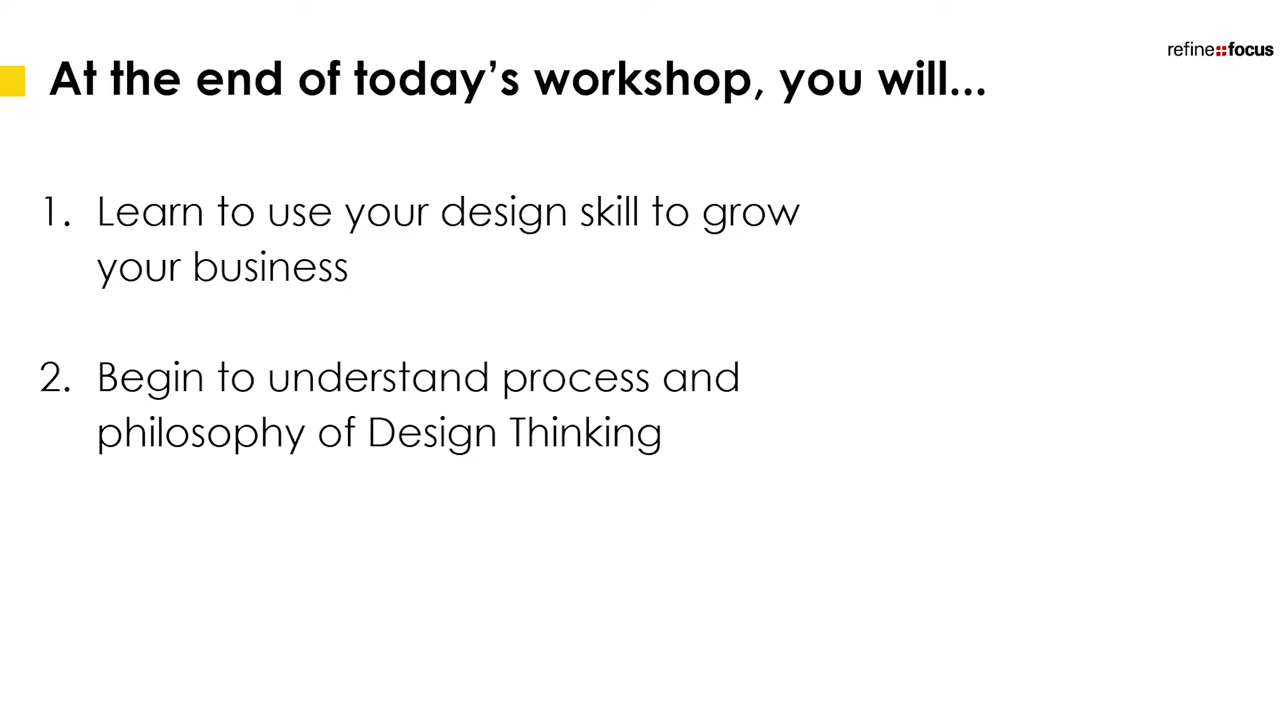 refine focus
At the end of today’s workshop, you will...
1. Learn to use your design skill to grow
your business
2. Begin to understand process and
philosophy of Design Thinking